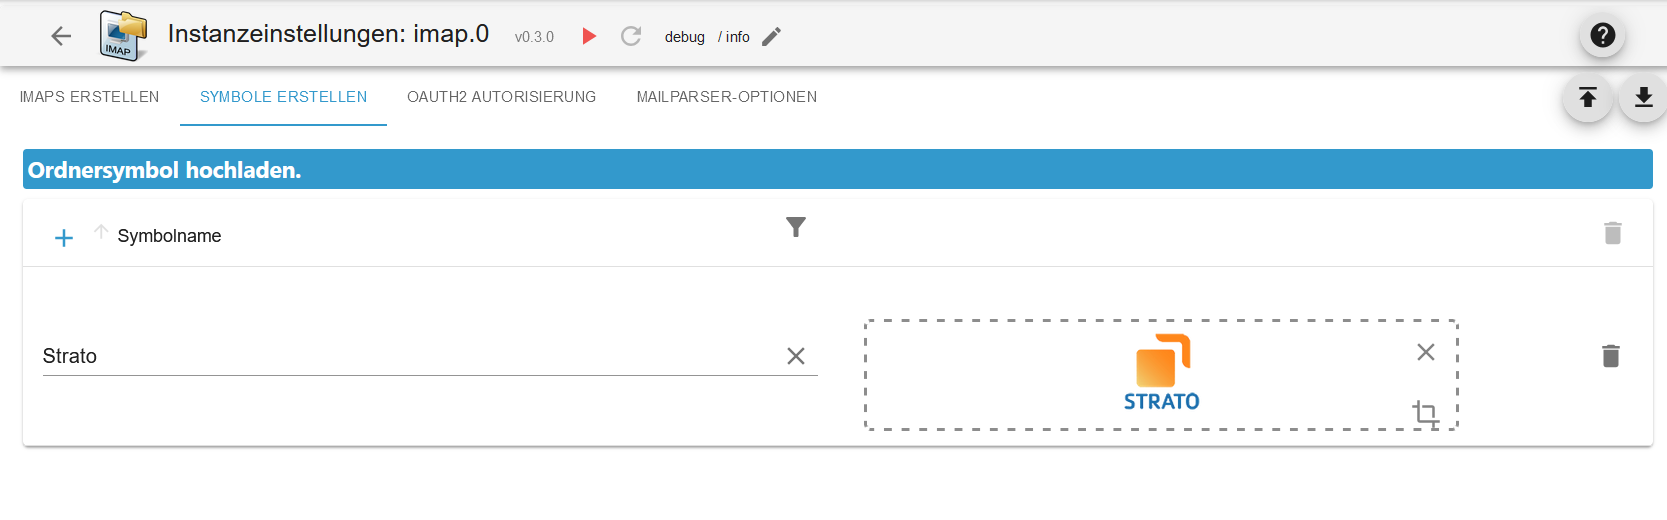 IMAP
Instanzeinstellungen: imap.0 v0.3.0 debug / info
IMAPS ERSTELLEN SYMBOLE ERSTELLEN OAUTH2 AUTORISIERUNG MAILPARSER-OPTIONEN
Ordnersymbol hochladen.
Symbolname
Strato
STRATO